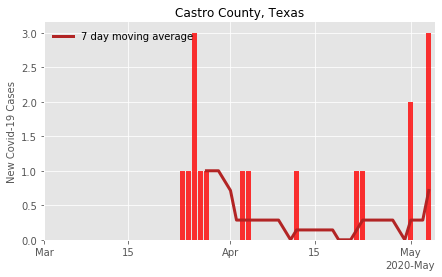 Castro County, Texas
7 day moving average
New Covid-19 Cases
3.0
2.5
2.0
1.5
1.0
0.5
0.0
Mar 15 Apr 15 May
2020-May